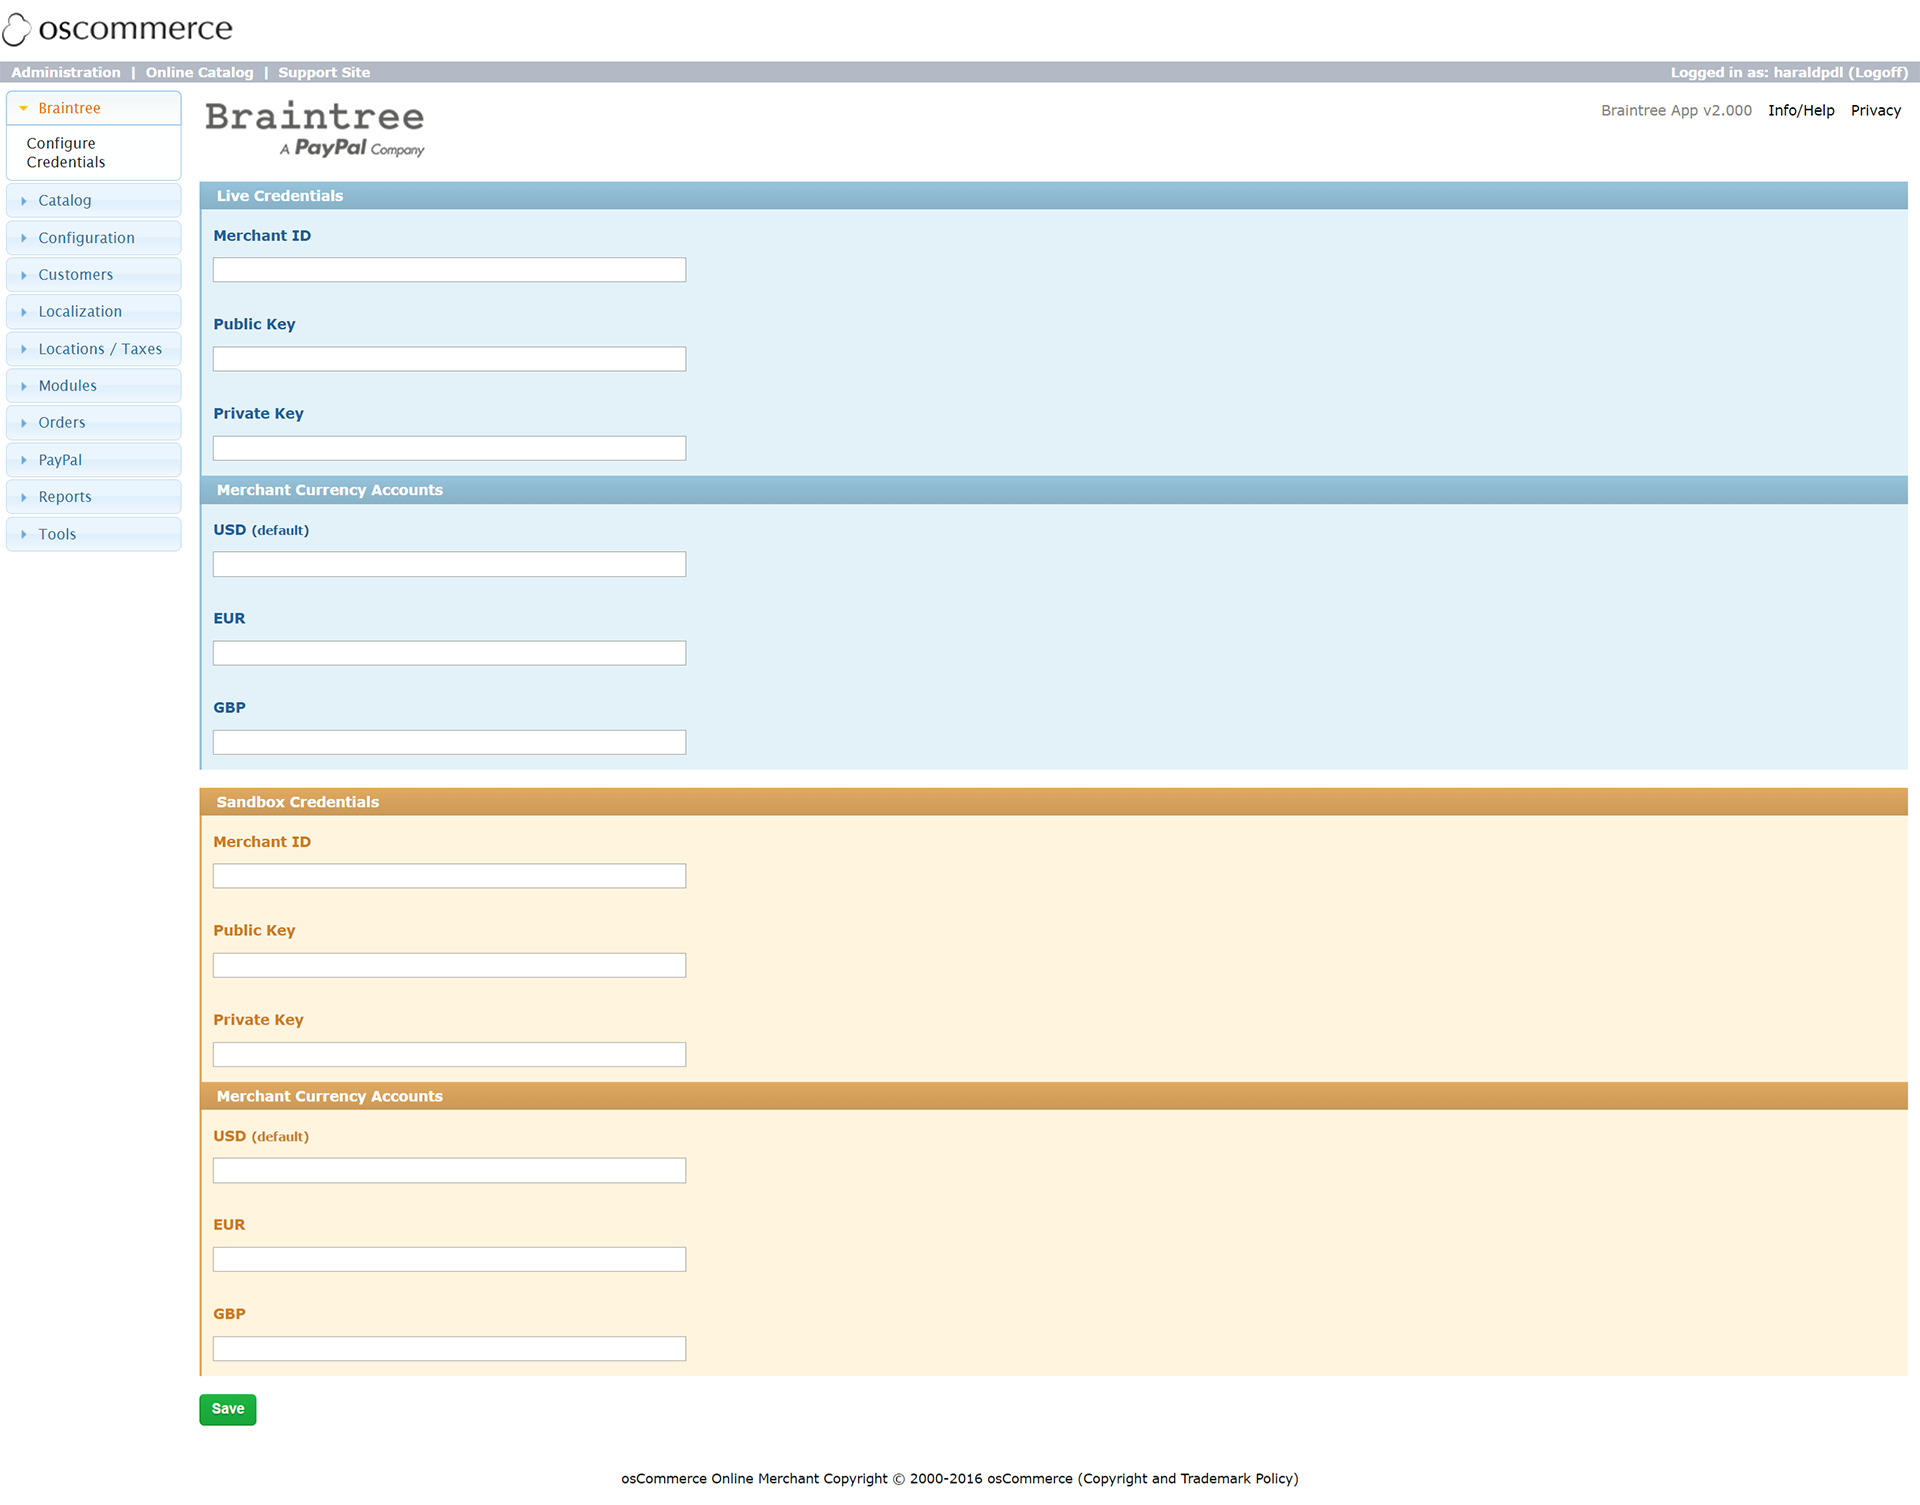 oscommerce
Administration | Online Catalog | Support Site
Logged in as: haraldpdl (Logoff)
Braintree
Configure
Credentials
Catalog
Configuration
Customers
Localization
Locations / Taxes
Modules
Orders
PayPal
Reports
Tools
Braintree
A PayPal Company
Braintree App v2.000 Info/Help Privacy
Live Credentials
Merchant ID
Public Key
Private Key
Merchant Currency Accounts
USD (default)
EUR
GBP
Sandbox Credentials
Merchant ID
Public Key
Private Key
Merchant Currency Accounts
USD (default)
EUR
GBP
Save
osCommerce Online Merchant Copyright © 2000-2016 osCommerce (Copyright and Trademark Policy)